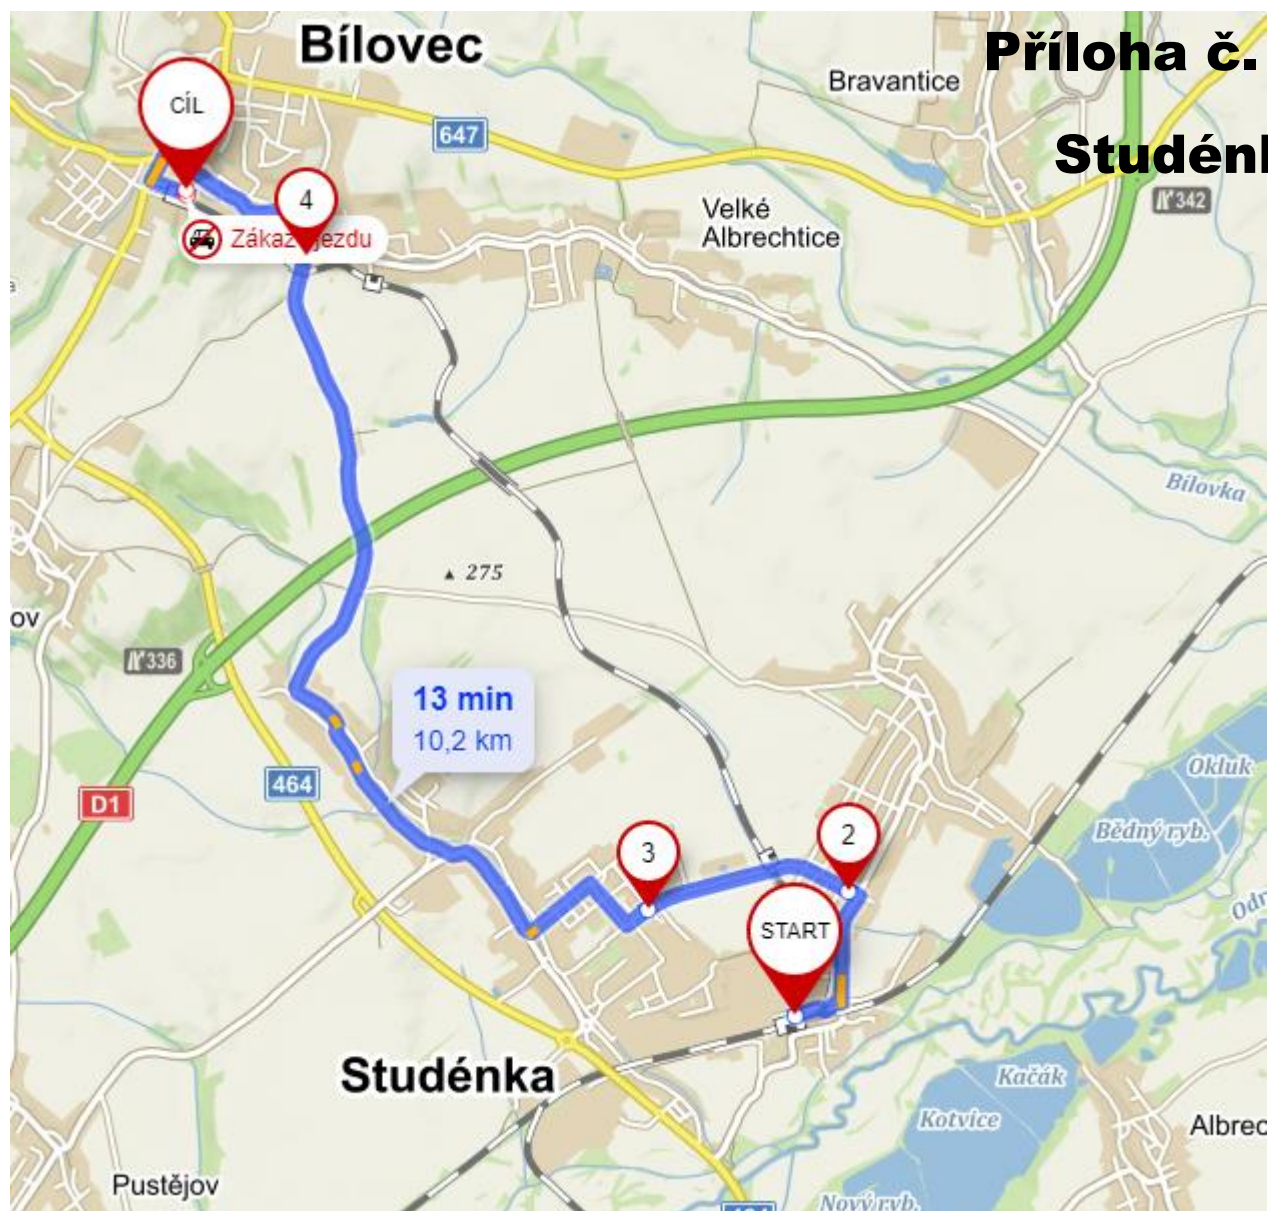 Bílovec
Příloha č.
Bravantice
CÍL
647
Studénk
342
4
Velké
Albrechtice
Zákaz vjezdu
Bílovka
275
ov
336
13 min
10,2 km
464
Okluk
D1
Bědný ryb.
2
3
Odr
START
Studénka
Kačák
Kotvice
Albrec
Pustějov
Nový ryb.